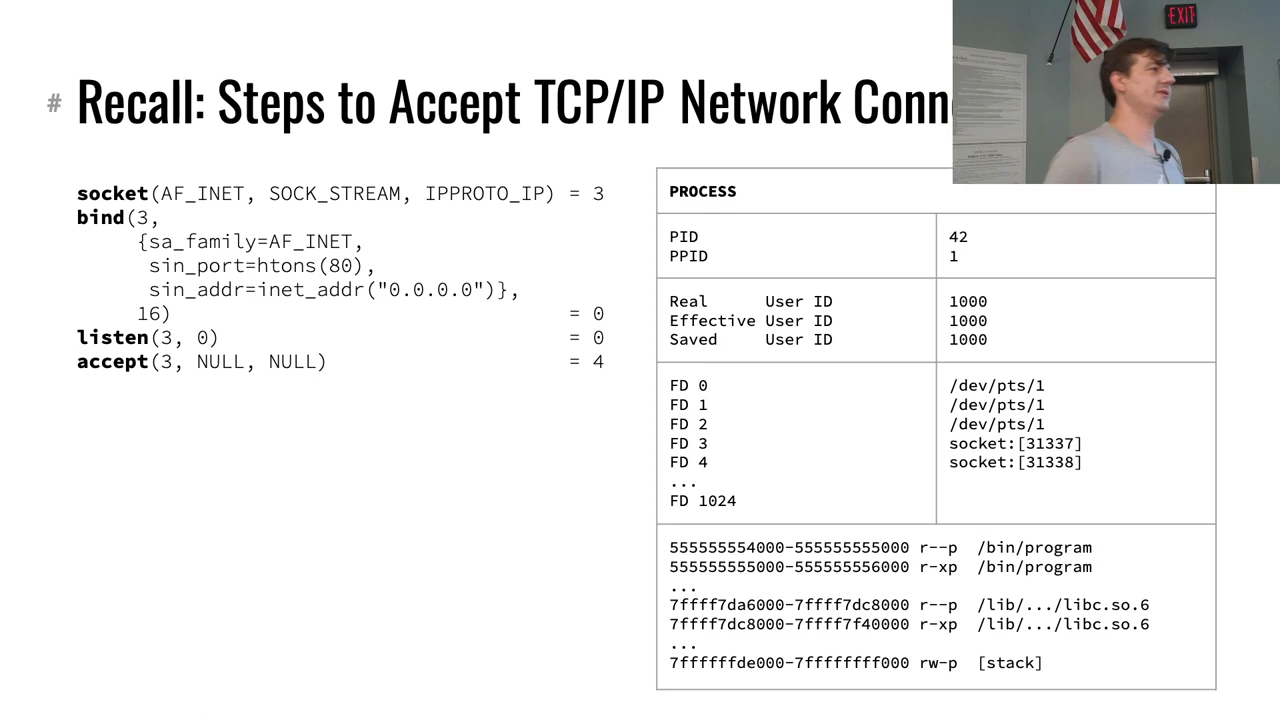 # Recall: Steps to Accept TCP/IP Network Conn
EXIT
socket(AF_INET, SOCK_STREAM, IPPROTO_IP) = 3
bind(3,
{sa_family=AF_INET,
sin_port=htons(80),
sin_addr=inet_addr("0.0.0.0")},
16) = 0
listen(3, 0) = 0
accept(3, NULL, NULL) = 4
PROCESS
PID 42
PPID 1
Real User ID 1000
Effective User ID 1000
Saved User ID 1000
FD 0 /dev/pts/1
FD 1 /dev/pts/1
FD 2 /dev/pts/1
FD 3 socket:[31337]
FD 4 socket:[31338]
...
FD 1024
555555554000-555555555000 r--p /bin/program
555555555000-555555556000 r-xp /bin/program
...
7ffff7da6000-7ffff7dc8000 r--p /lib/.../libc.so.6
7ffff7dc8000-7ffff7f40000 r-xp /lib/.../libc.so.6
...
7ffffffde000-7ffffffff000 rw-p [stack]